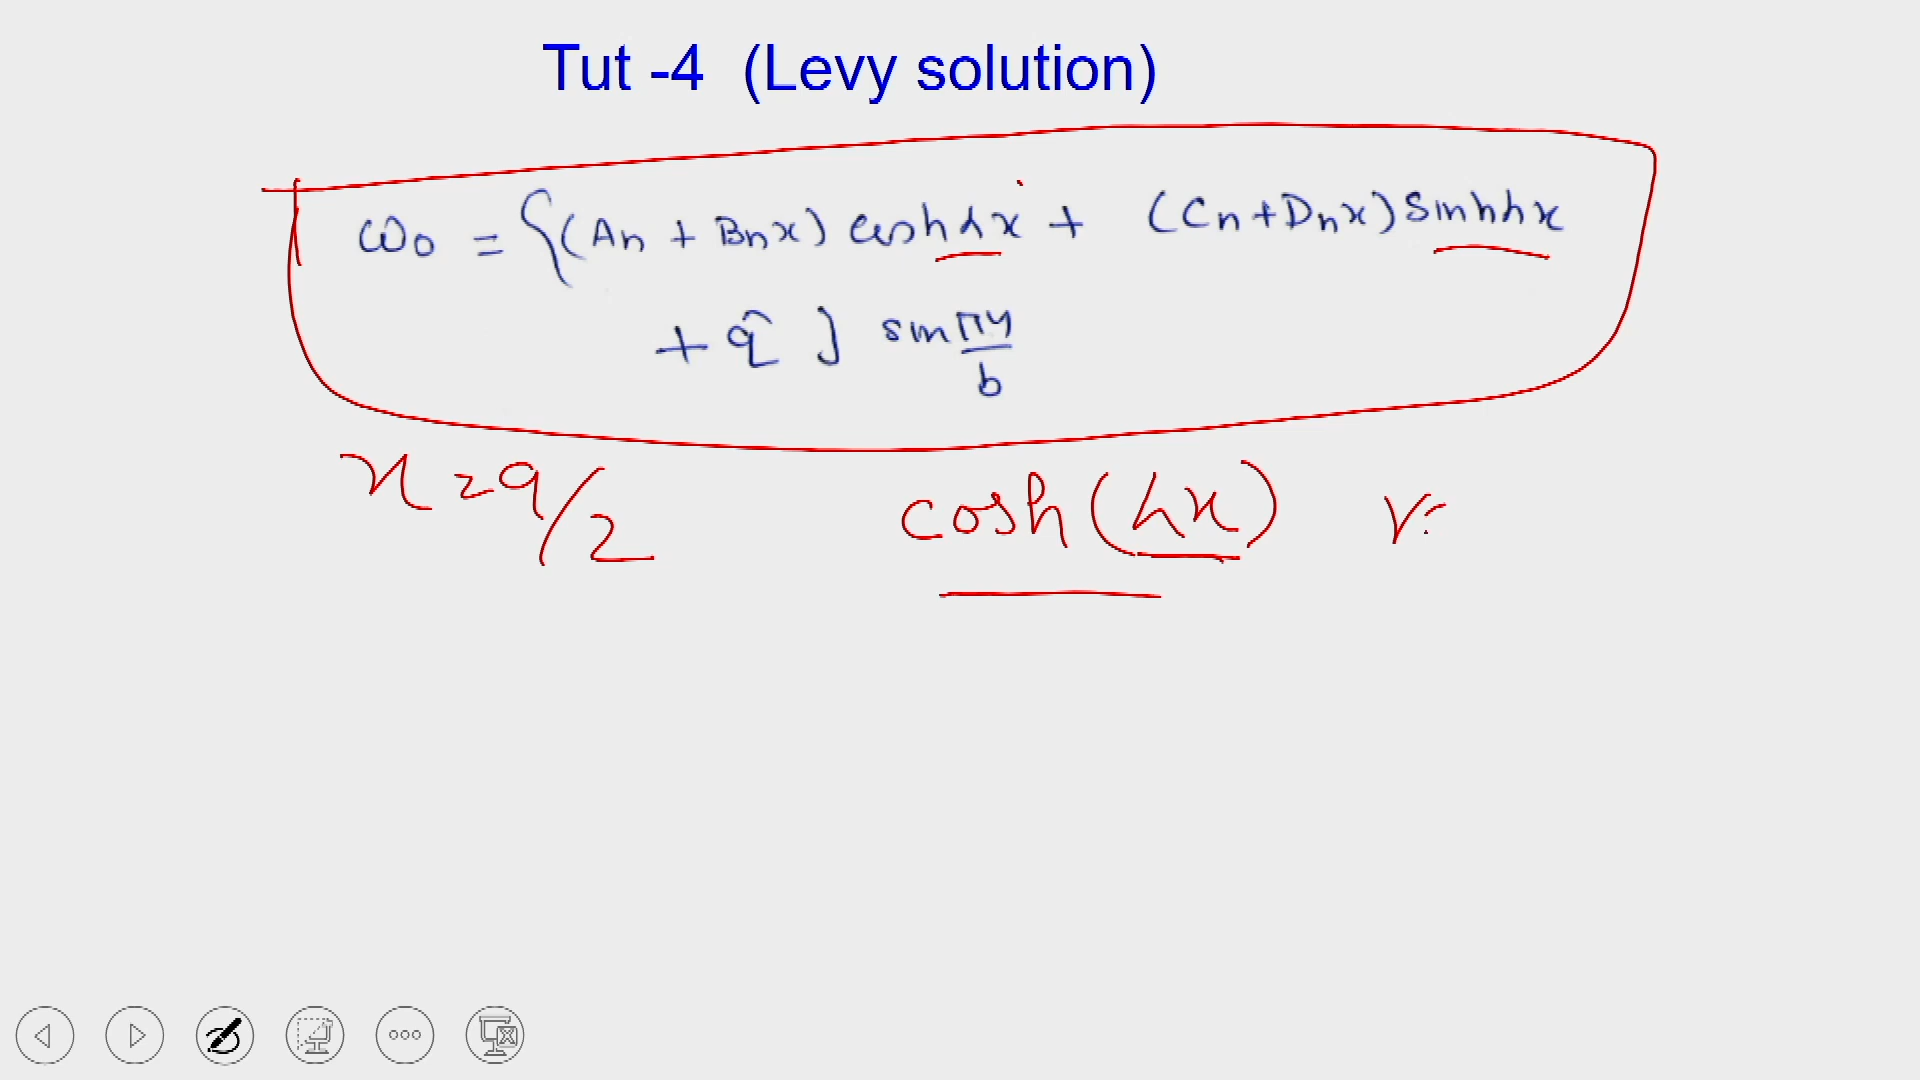 Tut -4 (Levy solution)
ω₀ = {(An + Bnx) cosh λx + (Cn + Dnx) sinh λx
+ q̂ } sin πy/b
x = a/2 cosh (λx)